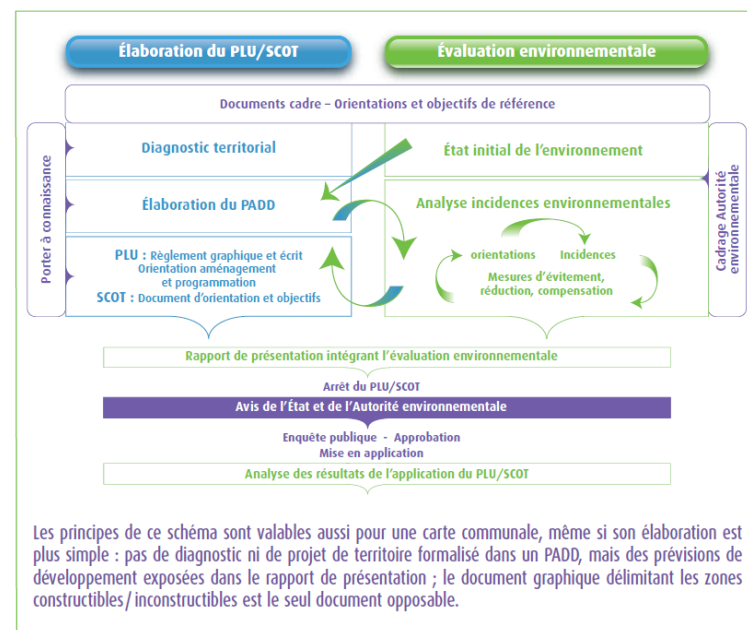 Élaboration du PLU/SCOT
Évaluation environnementale
Documents cadre – Orientations et objectifs de référence
Porter à connaissance
Diagnostic territorial
État initial de l'environnement
Cadrage Autorité
environnementale
Élaboration du PADD
Analyse incidences environnementales
PLU : Règlement graphique et écrit
Orientation aménagement
et programmation
SCOT : Document d'orientation et objectifs
orientations
Incidences
Mesures d'évitement,
réduction, compensation
Rapport de présentation intégrant l'évaluation environnementale
Arrêt du PLU/SCOT
Avis de l'État et de l'Autorité environnementale
Enquête publique - Approbation
Mise en application
Analyse des résultats de l'application du PLU/SCOT
Les principes de ce schéma sont valables aussi pour une carte communale, même si son élaboration est
plus simple : pas de diagnostic ni de projet de territoire formalisé dans un PADD, mais des prévisions de
développement exposées dans le rapport de présentation ; le document graphique délimitant les zones
constructibles/inconstructibles est le seul document opposable.